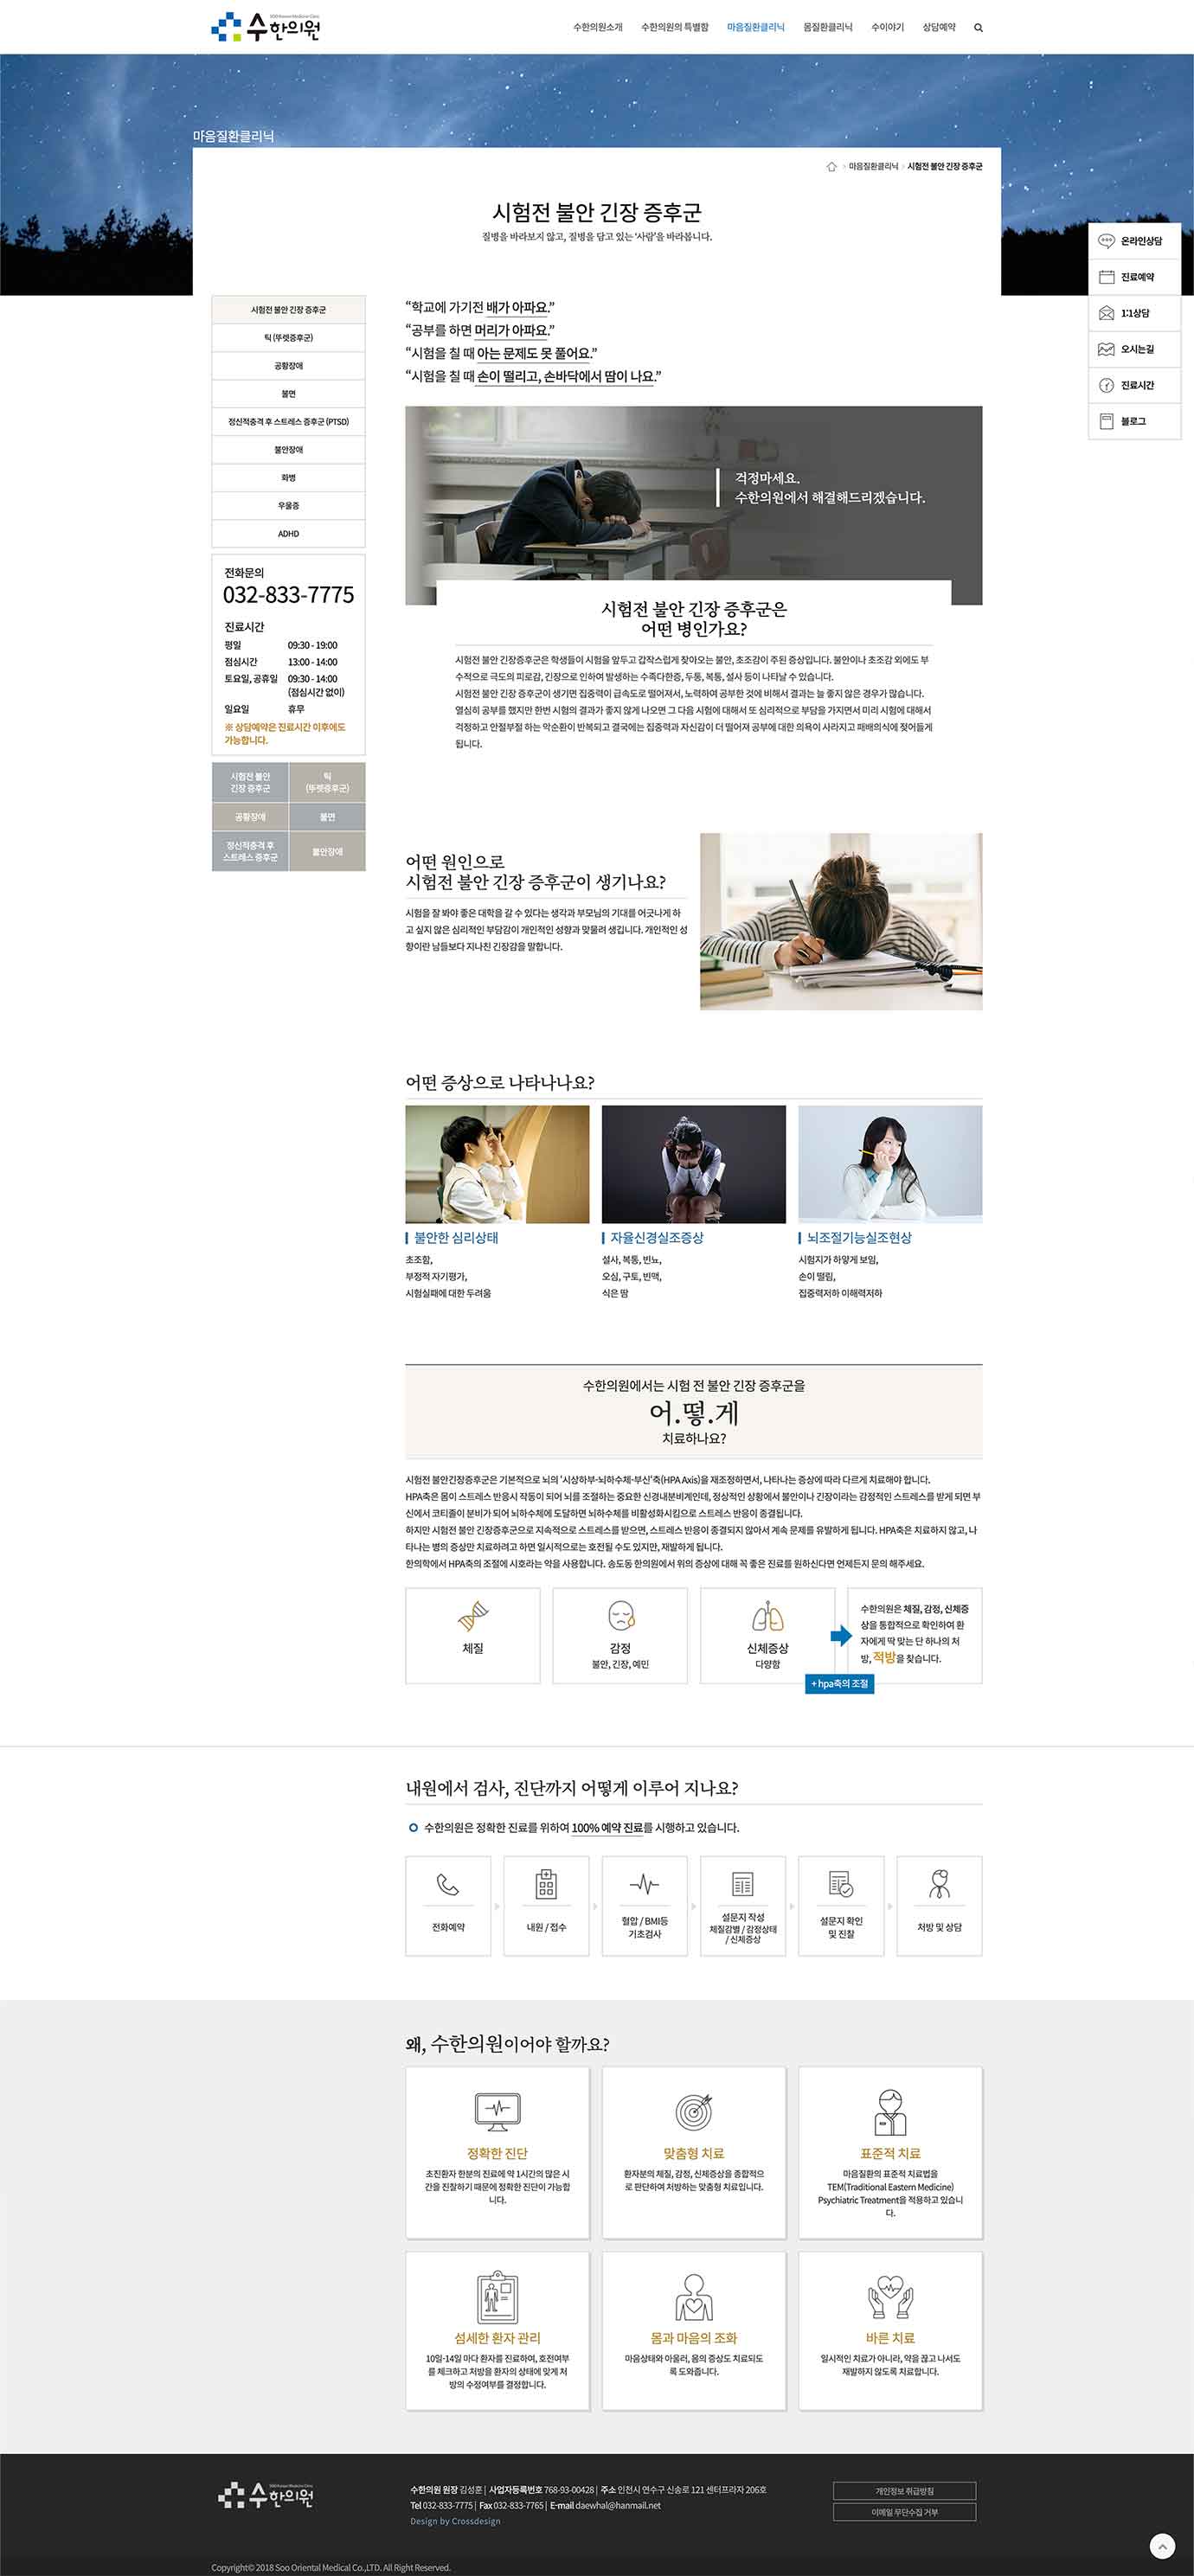 수한의원
수한의원소개 수한의원의 특별함 마음질환클리닉 몸질환클리닉 수이야기 상담예약
마음질환클리닉
마음질환클리닉 시험전 불안 긴장 증후군
시험전 불안 긴장 증후군
질병을 바라보지 않고, 질병을 담고 있는 '사람'을 바라봅니다.
온라인상담
진료예약
1:1상담
오시는길
진료시간
블로그
시험전 불안 긴장 증후군
틱 (뚜렛증후군)
공황장애
불면
정신적충격 후 스트레스 증후군 (PTSD)
불안장애
화병
우울증
ADHD
전화문의
032-833-7775
진료시간
평일 09:30 - 19:00
점심시간 13:00 - 14:00
토요일, 공휴일 09:30 - 14:00
(점심시간 없이)
일요일 휴무
※ 상담예약은 진료시간 이후에도
가능합니다.
시험전 불안
긴장 증후군
틱
(뚜렛증후군)
공황장애
불면
정신적충격 후
스트레스 증후군
불안장애
“학교에 가기전 배가 아파요.”
“공부를 하면 머리가 아파요.”
“시험을 칠 때 아는 문제도 못 풀어요.”
“시험을 칠 때 손이 떨리고, 손바닥에서 땀이 나요.”
걱정마세요.
수한의원에서 해결해드리겠습니다.
시험전 불안 긴장 증후군은
어떤 병인가요?
시험전 불안 긴장증후군은 학생들이 시험을 앞두고 갑작스럽게 찾아오는 불안, 초조감이 주된 증상입니다. 불안이나 초조감 외에도 부
수적으로 극도의 피로감, 긴장으로 인하여 발생하는 수족다한증, 두통, 복통, 설사 등이 나타날 수 있습니다.
시험전 불안 긴장 증후군이 생기면 집중력이 급속도로 떨어져서, 노력하여 공부한 것에 비해서 결과는 늘 좋지 않은 경우가 많습니다.
열심히 공부를 했지만 한번 시험의 결과가 좋지 않게 나오면 그 다음 시험에 대해서 또 심리적으로 부담을 가지면서 미리 시험에 대해서
걱정하고 안절부절 하는 악순환이 반복되고 결국에는 집중력과 자신감이 더 떨어져 공부에 대한 의욕이 사라지고 패배의식에 젖어들게
됩니다.
어떤 원인으로
시험전 불안 긴장 증후군이 생기나요?
시험을 잘 봐야 좋은 대학을 갈 수 있다는 생각과 부모님의 기대를 어긋나게 하
고 싶지 않은 심리적인 부담감이 개인적인 성향과 맞물려 생깁니다. 개인적인 성
향이란 남들보다 지나친 긴장감을 말합니다.
어떤 증상으로 나타나나요?
불안한 심리상태
초조함,
부정적 자기평가,
시험실패에 대한 두려움
자율신경실조증상
설사, 복통, 빈뇨,
오심, 구토, 빈맥,
식은 땀
뇌조절기능실조현상
시험지가 하얗게 보임,
손이 떨림,
집중력저하 이해력저하
수한의원에서는 시험 전 불안 긴장 증후군을
어.떻.게
치료하나요?
시험전 불안긴장증후군은 기본적으로 뇌의 '시상하부-뇌하수체-부신'축(HPA Axis)을 재조정하면서, 나타나는 증상에 따라 다르게 치료해야 합니다.
HPA축은 몸이 스트레스 반응시 작동이 되어 뇌를 조절하는 중요한 신경내분비계인데, 정상적인 상황에서 불안이나 긴장이라는 감정적인 스트레스를 받게 되면 부
신에서 코티졸이 분비가 되어 뇌하수체에 도달하면 뇌하수체를 비활성화시킴으로 스트레스 반응이 종결됩니다.
하지만 시험전 불안 긴장증후군으로 지속적으로 스트레스를 받으면, 스트레스 반응이 종결되지 않아서 계속 문제를 유발하게 됩니다. HPA축은 치료하지 않고, 나
타나는 병의 증상만 치료하려고 하면 일시적으로는 호전될 수도 있지만, 재발하게 됩니다.
한의학에서 HPA축의 조절에 시호라는 약을 사용합니다. 송도동 한의원에서 위의 증상에 대해 꼭 좋은 진료를 원하신다면 언제든지 문의 해주세요.
체질
감정
불안, 긴장, 예민
신체증상
다양함
수한의원은 체질, 감정, 신체증
상을 통합적으로 확인하여 환
자에게 딱 맞는 단 하나의 처
방, 적방을 찾습니다.
+ hpa축의 조절
내원에서 검사, 진단까지 어떻게 이루어 지나요?
수한의원은 정확한 진료를 위하여 100% 예약 진료를 시행하고 있습니다.
전화예약
내원 / 접수
혈압 / BMI등
기초검사
설문지 작성
체질감별 / 감정상태
/ 신체증상
설문지 확인
및 진찰
처방 및 상담
왜, 수한의원이어야 할까요?
정확한 진단
초진환자 한분의 진료에 약 1시간의 많은 시
간을 진찰하기 때문에 정확한 진단이 가능합
니다.
맞춤형 치료
환자분의 체질, 감정, 신체증상을 종합적으
로 판단하여 처방하는 맞춤형 치료입니다.
표준적 치료
마음질환의 표준적 치료법을
TEM(Traditional Eastern Medicine)
Psychiatric Treatment을 적용하고 있습니
다.
섬세한 환자 관리
10일-14일 마다 환자를 진료하여, 호전여부
를 체크하고 처방을 환자의 상태에 맞게 처
방의 수정여부를 결정합니다.
몸과 마음의 조화
마음상태와 아울러, 몸의 증상도 치료되도
록 도와줍니다.
바른 치료
일시적인 치료가 아니라, 약을 끊고 나서도
재발하지 않도록 치료합니다.
수한의원
수한의원 원장 김성훈 | 사업자등록번호 768-93-00428 | 주소 인천시 연수구 신송로 121 센터프라자 206호
Tel 032-833-7775 | Fax 032-833-7765 | E-mail daewhal@hanmail.net
Design by Crossdesign
개인정보 취급방침
이메일 무단수집 거부
Copyright© 2018 Soo Oriental Medical Co.,LTD. All Right Reserved.